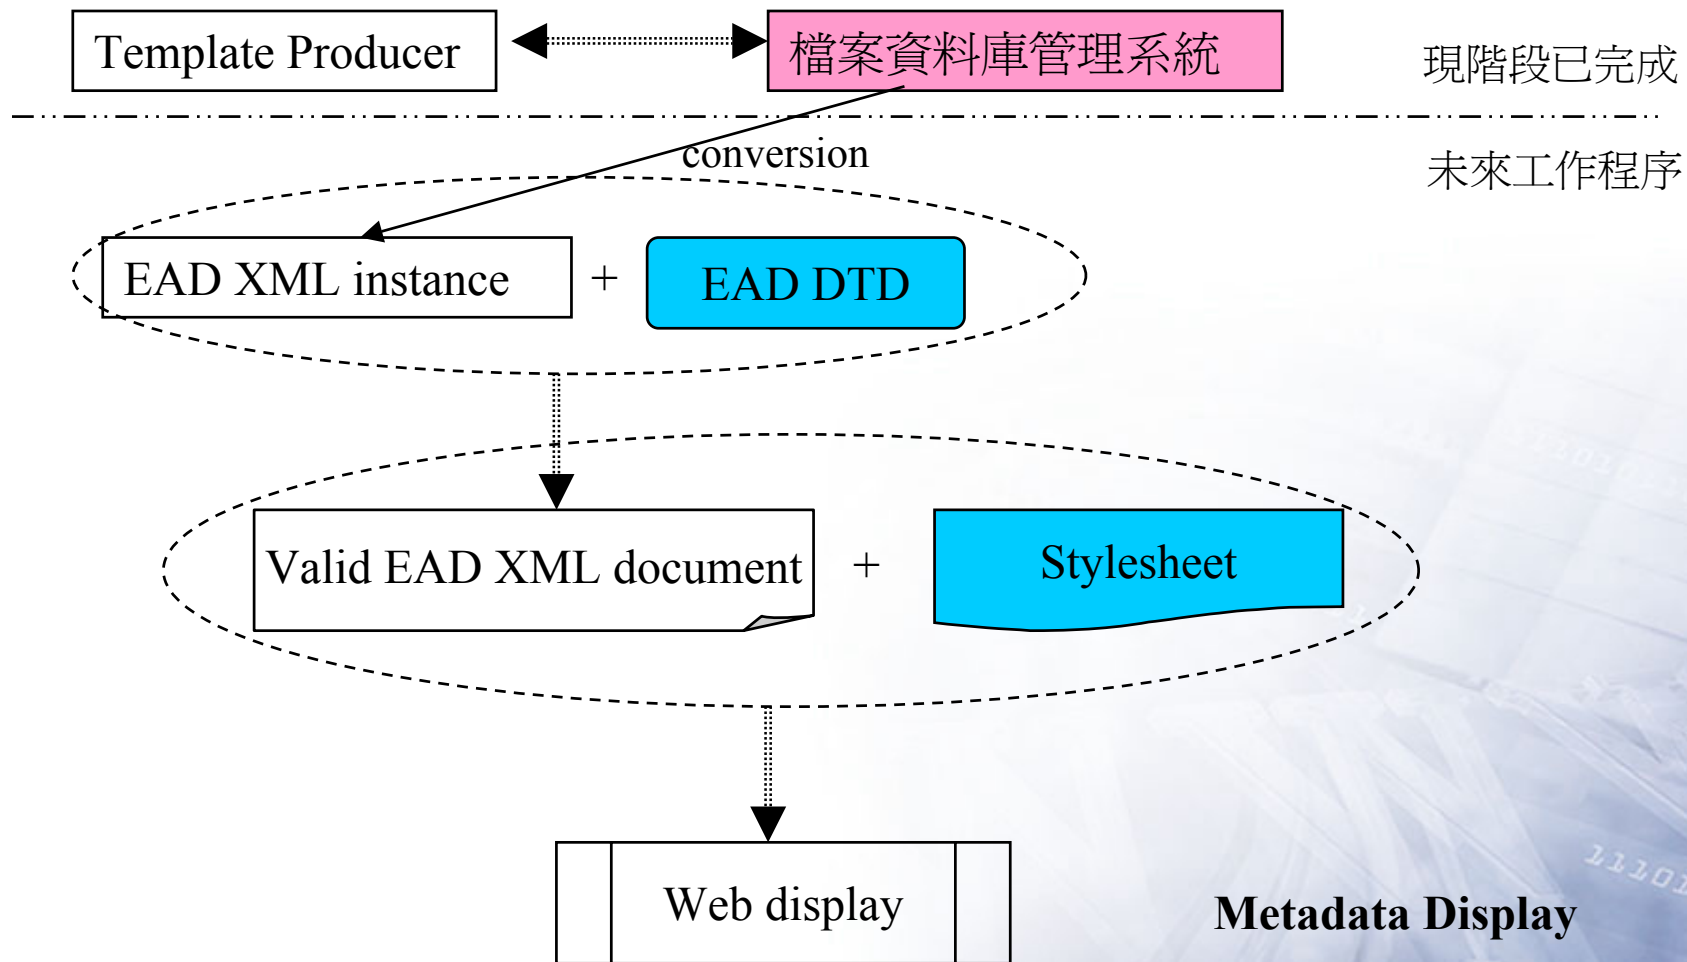 Template Producer
檔案資料庫管理系統
現階段已完成
conversion
未來工作程序
EAD XML instance
+
EAD DTD
Valid EAD XML document
+
Stylesheet
Web display
Metadata Display